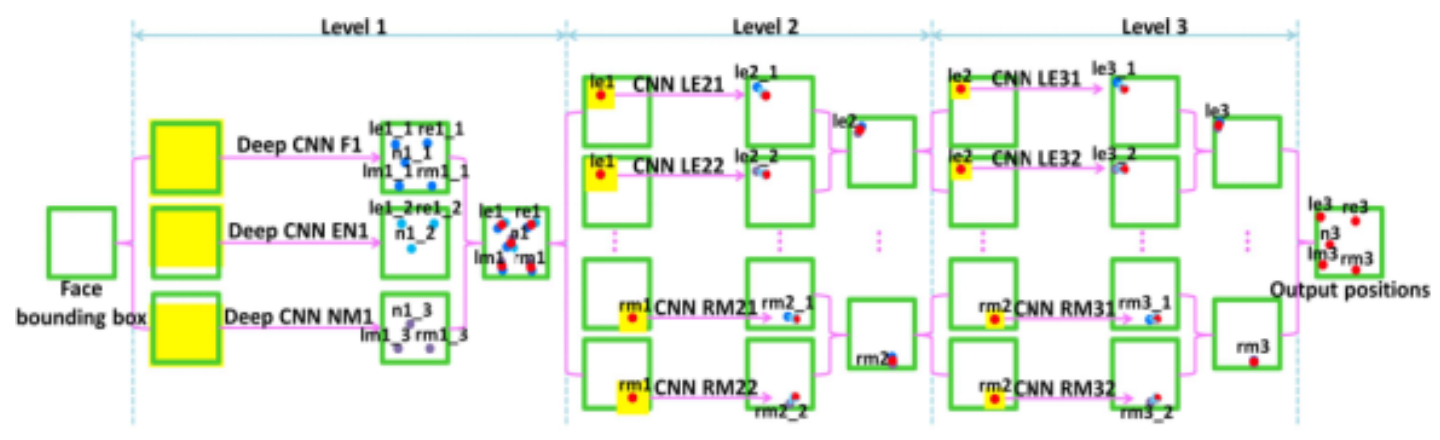 Level 1
Level 2
Level 3
Face
bounding box
Deep CNN F1
le1_1 re1_1
n1_1
lm1_1 rm1_1
Deep CNN EN1
le1_2 re1_2
n1_2
Deep CNN NM1
n1_3
lm1_3 rm1_3
le1 re1
n1
lm1 rm1
le1
CNN LE21
le2_1
le1
CNN LE22
le2_2
le2
rm1
CNN RM21
rm2_1
rm1
CNN RM22
rm2_2
rm2
le2
CNN LE31
le3_1
le2
CNN LE32
le3_2
le3
rm2
CNN RM31
rm3_1
rm2
CNN RM32
rm3_2
rm3
le3 re3
n3
lm3 rm3
Output positions